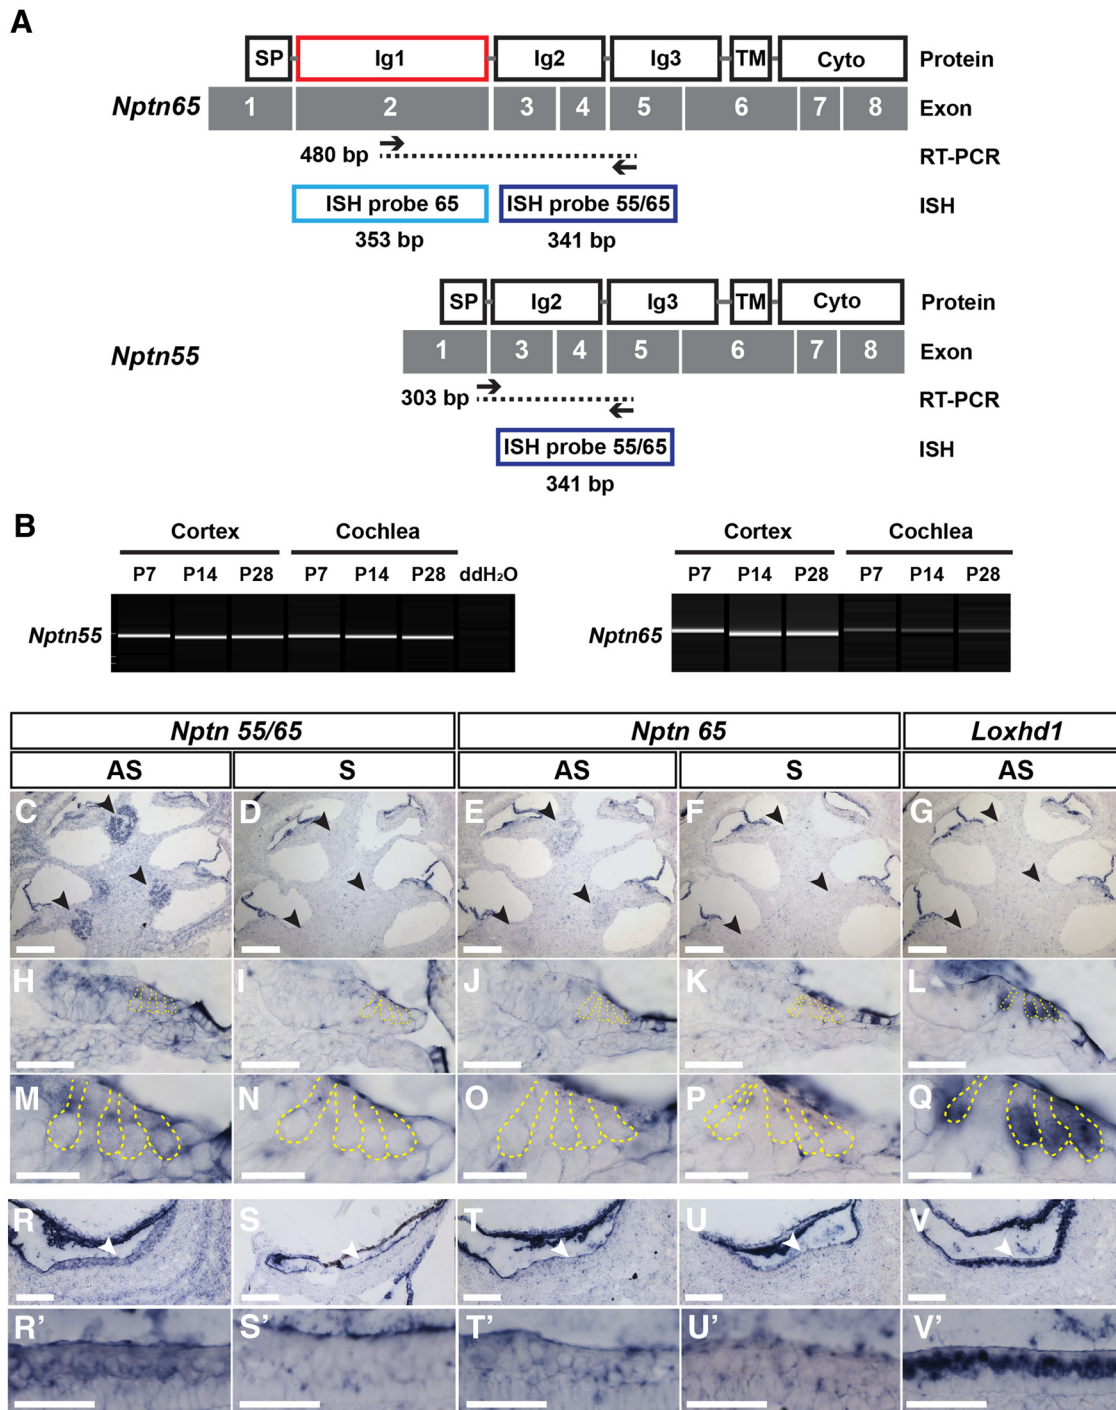 A
SP Ig1 Ig2 Ig3 TM Cyto Protein
Nptn65 1 2 3 4 5 6 7 8 Exon
480 bp RT-PCR
ISH probe 65 ISH probe 55/65 ISH
353 bp 341 bp
SP Ig2 Ig3 TM Cyto Protein
Nptn55 1 3 4 5 6 7 8 Exon
303 bp RT-PCR
ISH probe 55/65 ISH
341 bp
B
Cortex Cochlea Cortex Cochlea
P7 P14 P28 P7 P14 P28 ddH₂O P7 P14 P28 P7 P14 P28
Nptn55 Nptn65
Nptn 55/65 Nptn 65 Loxhd1
AS S AS S AS
C D E F G
H I J K L
M N O P Q
R S T U V
R' S' T' U' V'